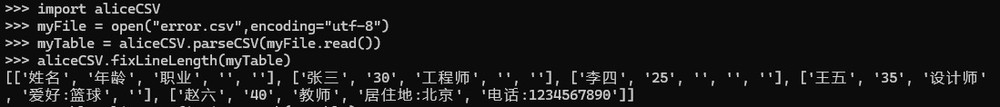 >>> import aliceCSV
>>> myFile = open("error.csv",encoding="utf-8")
>>> myTable = aliceCSV.parseCSV(myFile.read())
>>> aliceCSV.fixLineLength(myTable)
[['姓名', '年龄', '职业', '', ''], ['张三', '30', '工程师', '', ''], ['李四', '25', '', '', ''], ['王五', '35', '设计师'
, '爱好:篮球', ''], ['赵六', '40', '教师', '居住地:北京', '电话:1234567890']]